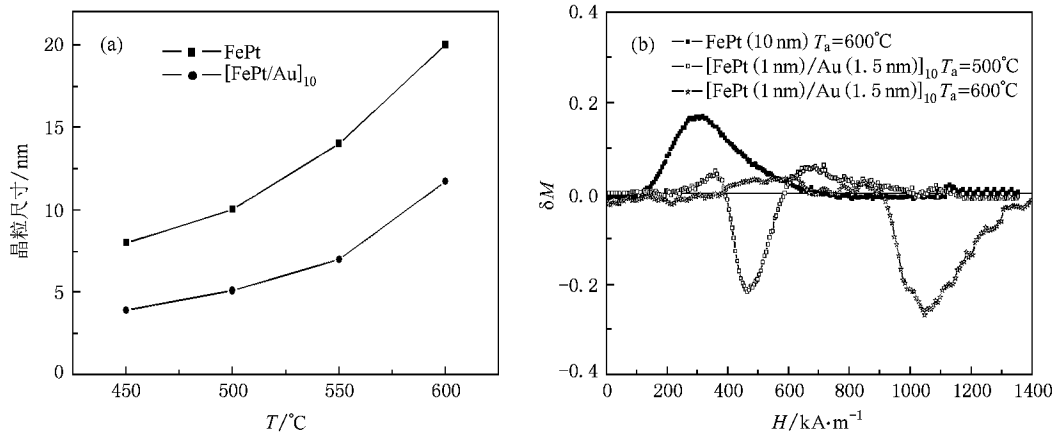 (a)
FePt
[FePt/Au]10
20
15
10
5
0
晶粒尺寸/nm
450
500
550
600
T/°C
(b)
FePt (10 nm) Ta=600°C
[FePt (1 nm)/Au (1.5 nm)]10 Ta=500°C
[FePt (1 nm)/Au (1.5 nm)]10 Ta=600°C
0.4
0.2
0.0
-0.2
-0.4
δM
0
200
400
600
800
1000
1200
1400
H/kA·m-1